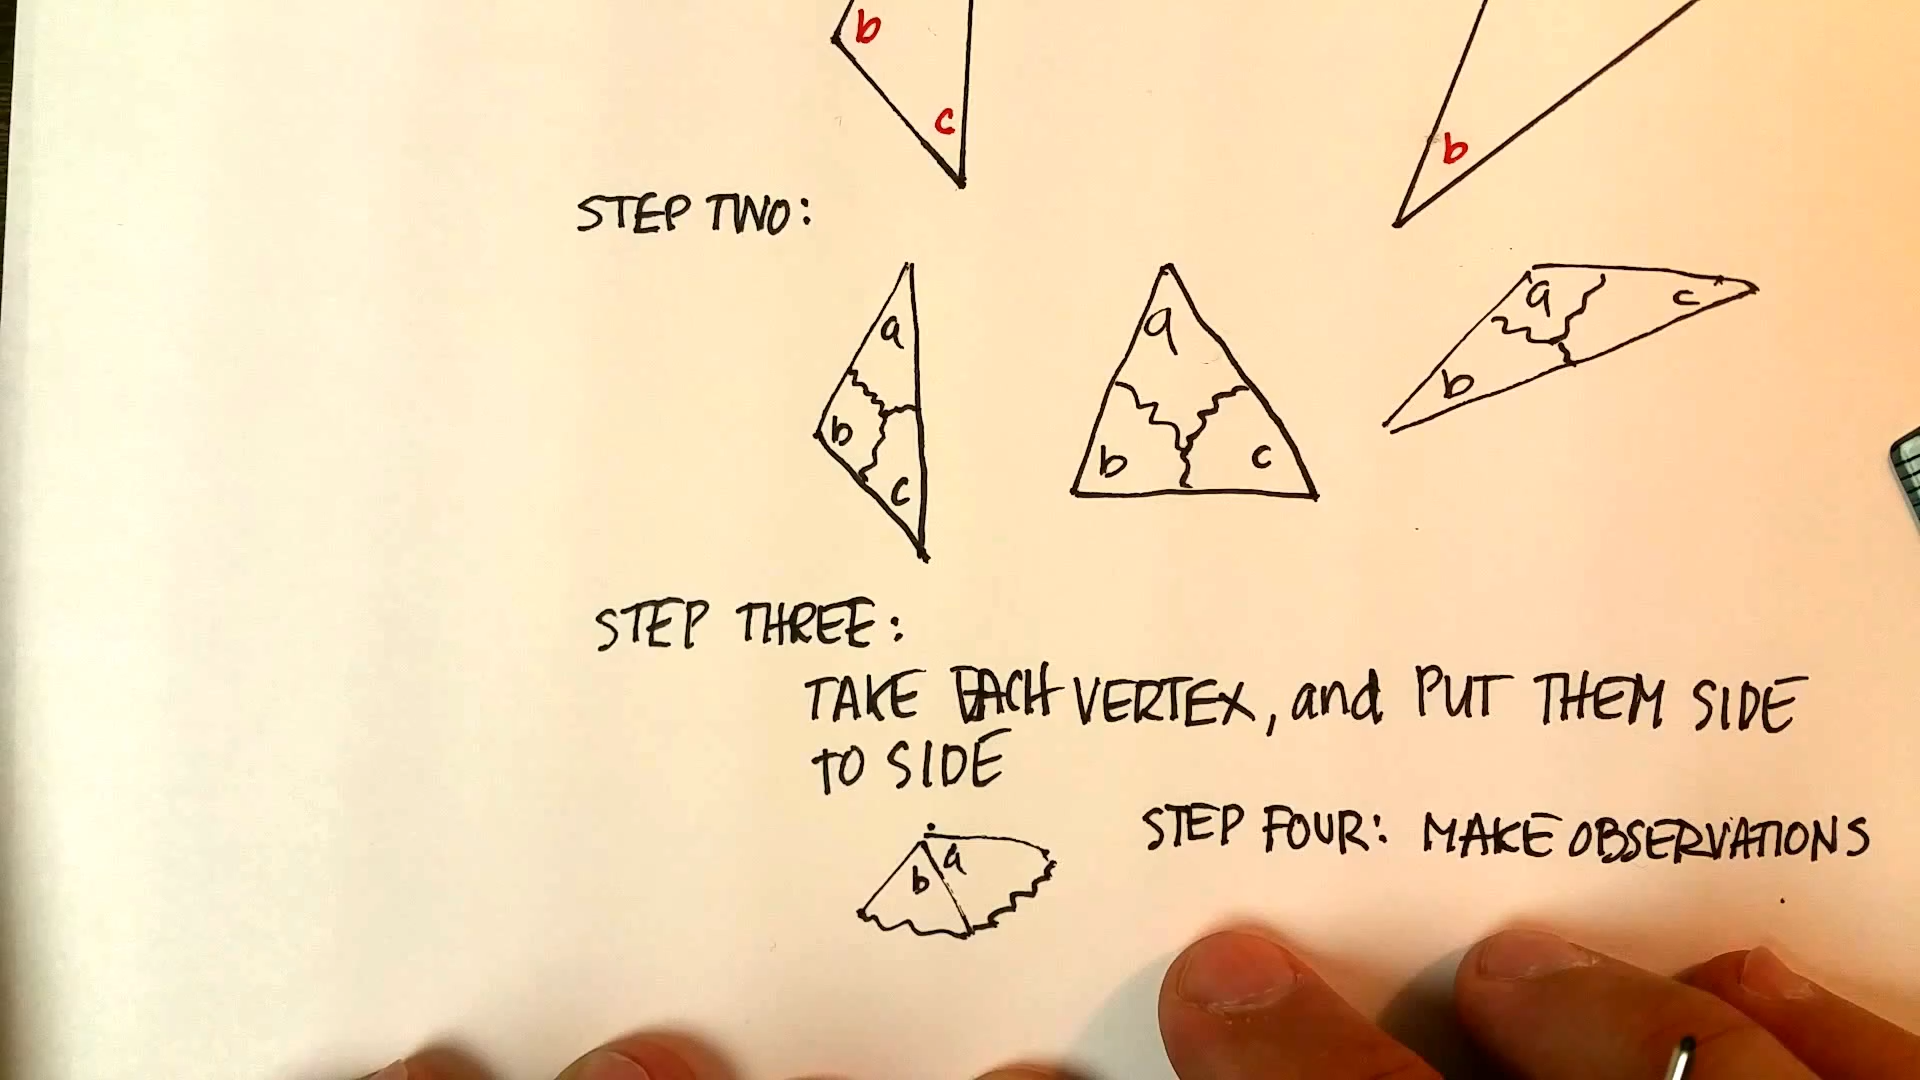 b
c
b
STEP TWO:
a
b
c
a
b
c
a
b
c
STEP THREE:
TAKE EACH VERTEX, and PUT THEM SIDE
TO SIDE
b a
STEP FOUR: MAKE OBSERVATIONS